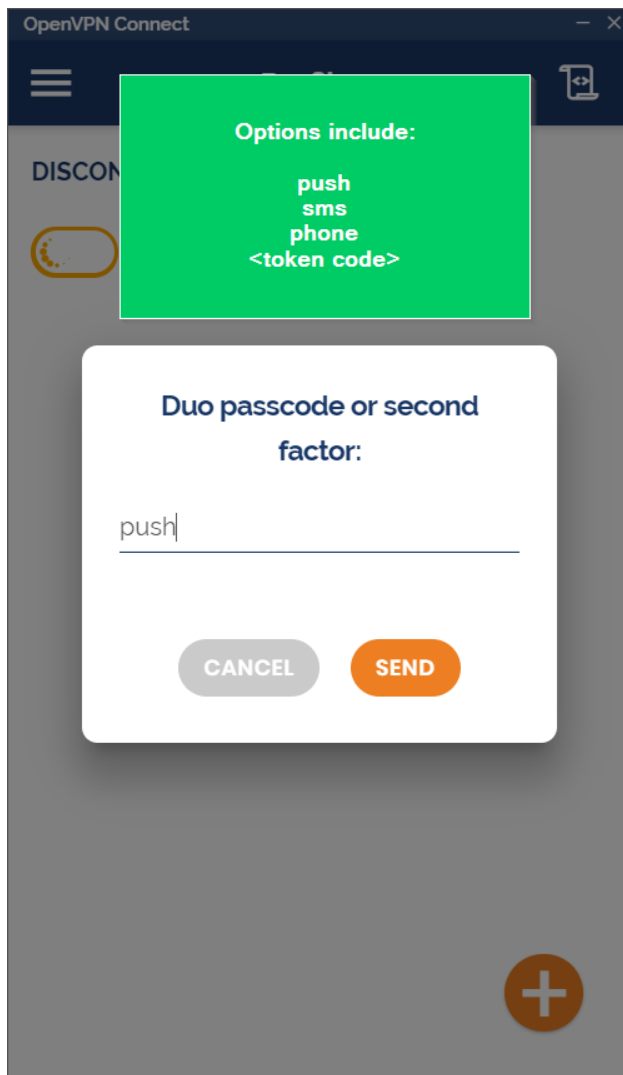 OpenVPN Connect
Options include:
push
sms
phone
<token code>
DISCON
Duo passcode or second
factor:
push
CANCEL
SEND